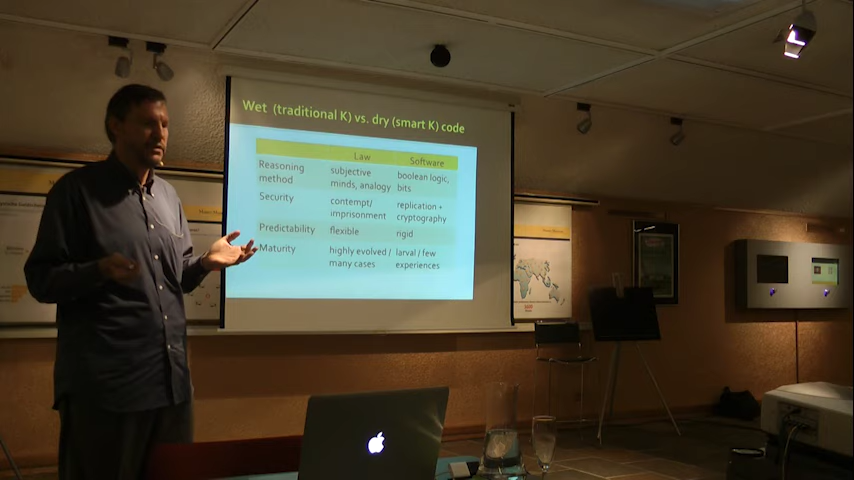 Wet (traditional K) vs. dry (smart K) code
Law Software
Reasoning method subjective minds, analogy boolean logic, bits
Security contempt/ imprisonment replication + cryptography
Predictability flexible rigid
Maturity highly evolved / many cases larval / few experiences